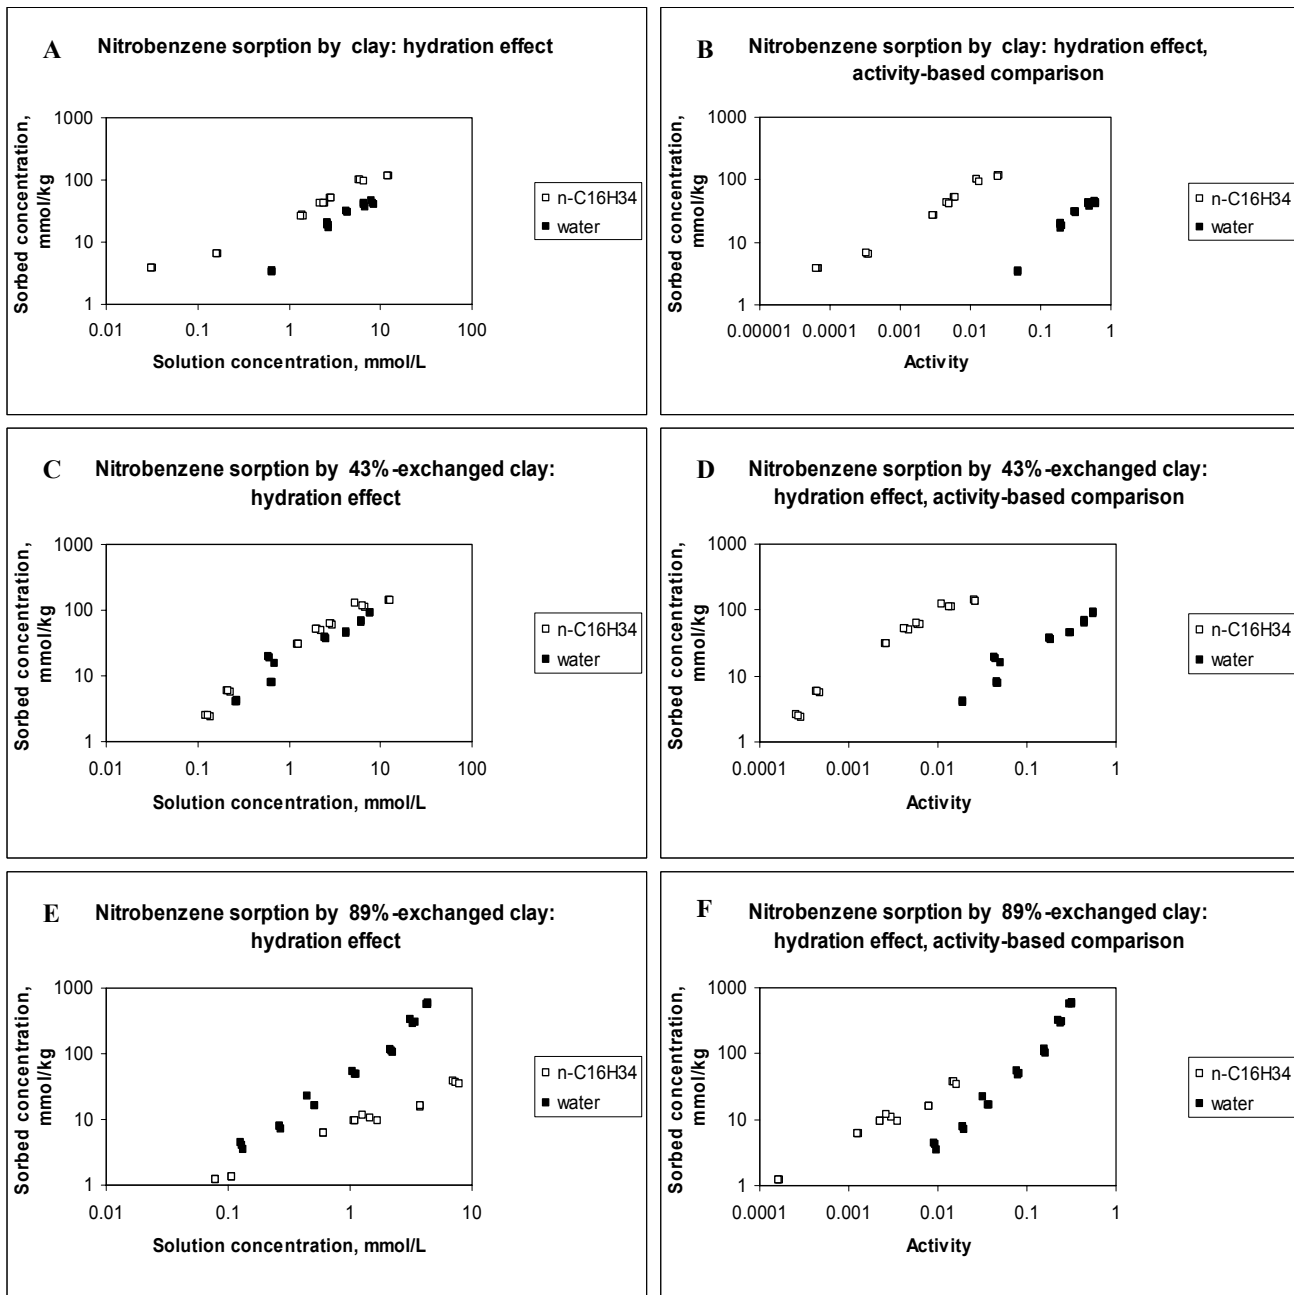 A Nitrobenzene sorption by clay: hydration effect
Sorbed concentration,
mmol/kg
1000
100
10
1
0.01 0.1 1 10 100
Solution concentration, mmol/L
n-C16H34
water
B Nitrobenzene sorption by clay: hydration effect,
activity-based comparison
Sorbed concentration,
mmol/kg
1000
100
10
1
0.00001 0.0001 0.001 0.01 0.1 1
Activity
n-C16H34
water
C Nitrobenzene sorption by 43%-exchanged clay:
hydration effect
Sorbed concentration,
mmol/kg
1000
100
10
1
0.01 0.1 1 10 100
Solution concentration, mmol/L
n-C16H34
water
D Nitrobenzene sorption by 43%-exchanged clay:
hydration effect, activity-based comparison
Sorbed concentration,
mmol/kg
1000
100
10
1
0.0001 0.001 0.01 0.1 1
Activity
n-C16H34
water
E Nitrobenzene sorption by 89%-exchanged clay:
hydration effect
Sorbed concentration,
mmol/kg
1000
100
10
1
0.01 0.1 1 10
Solution concentration, mmol/L
n-C16H34
water
F Nitrobenzene sorption by 89%-exchanged clay:
hydration effect, activity-based comparison
Sorbed concentration,
mmol/kg
1000
100
10
1
0.0001 0.001 0.01 0.1 1
Activity
n-C16H34
water